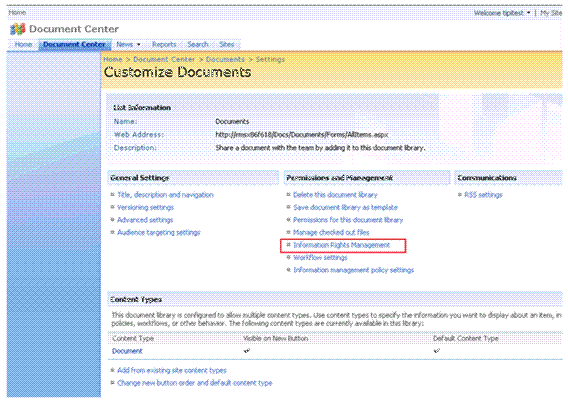 Home
Welcome tipitest | My Site
Document Center
Home Document Center News Reports Search Sites
Home > Document Center > Documents > Settings
Customize Documents
List Information
Name: Documents
Web Address: http://rmsx86f618/Docs/Documents/Forms/AllItems.aspx
Description: Share a document with the team by adding it to this document library.
General Settings
Permissions and Management
Communications
Title, description and navigation
Versioning settings
Advanced settings
Audience targeting settings
Delete this document library
Save document library as template
Permissions for this document library
Manage checked out files
Information Rights Management
Workflow settings
Information management policy settings
RSS settings
Content Types
This document library is configured to allow multiple content types. Use content types to specify the information you want to display about an item, in
policies, workflows, or other behavior. The following content types are currently available in this library:
Content Type Visible on New Button Default Content Type
Document
Add from existing site content types
Change new button order and default content type